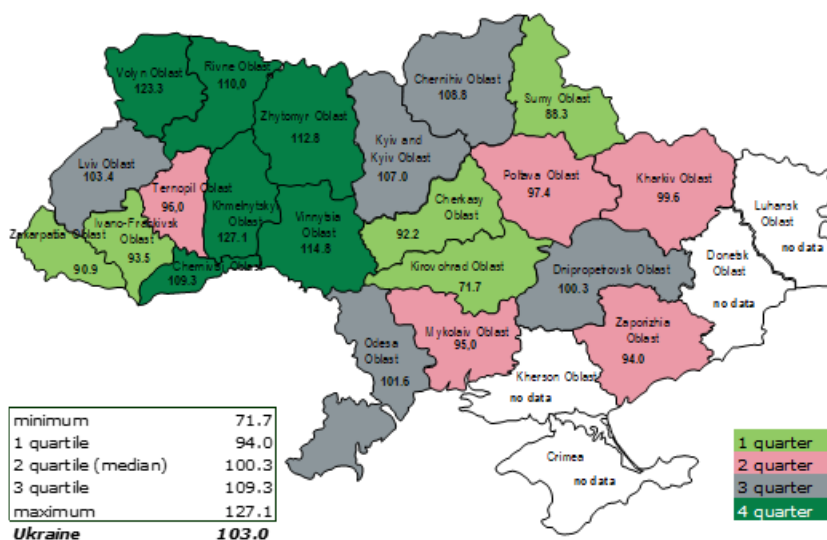 Volyn Oblast
123.3
Rivne Oblast
110,0
Zhytomyr Oblast
112.8
Chernihiv Oblast
108.8
Sumy Oblast
88.3
Kyiv and
Kyiv Oblast
107.0
Lviv Oblast
103.4
Ternopil Oblast
96,0
Khmelnytskyi
Oblast
127.1
Vinnytsia
Oblast
114.8
Cherkasy
Oblast
92.2
Poltava Oblast
97.4
Kharkiv Oblast
99.6
Luhansk
Oblast
no data
Zakarpattia Oblast
90.9
Ivano-Frankivsk
Oblast
93.5
Chernivtsi Oblast
109.3
Kirovohrad Oblast
71.7
Dnipropetrovsk Oblast
100.3
Donetsk
Oblast
no data
Odesa
Oblast
101.6
Mykolaiv Oblast
95,0
Zaporizhia
Oblast
94.0
Kherson Oblast
no data
Crimea
no data
minimum 71.7
1 quartile 94.0
2 quartile (median) 100.3
3 quartile 109.3
maximum 127.1
Ukraine 103.0
1 quarter
2 quarter
3 quarter
4 quarter